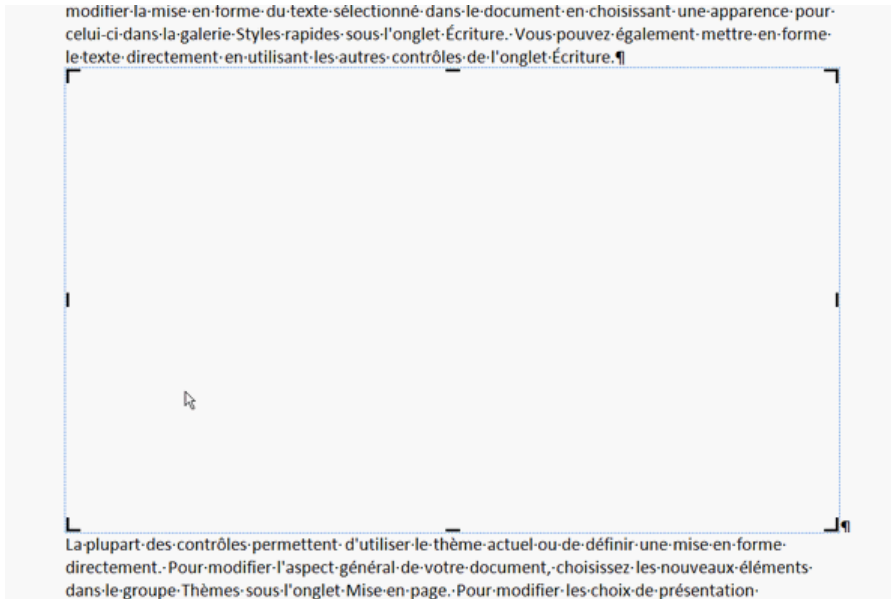 modifier la mise en forme du texte sélectionné dans le document en choisissant une apparence pour
celui-ci dans la galerie Styles rapides sous l'onglet Écriture. Vous pouvez également mettre en forme
le texte directement en utilisant les autres contrôles de l'onglet Écriture.¶
¶
La plupart des contrôles permettent d'utiliser le thème actuel ou de définir une mise en forme
directement. Pour modifier l'aspect général de votre document, choisissez les nouveaux éléments
dans le groupe Thèmes sous l'onglet Mise en page. Pour modifier les choix de présentation